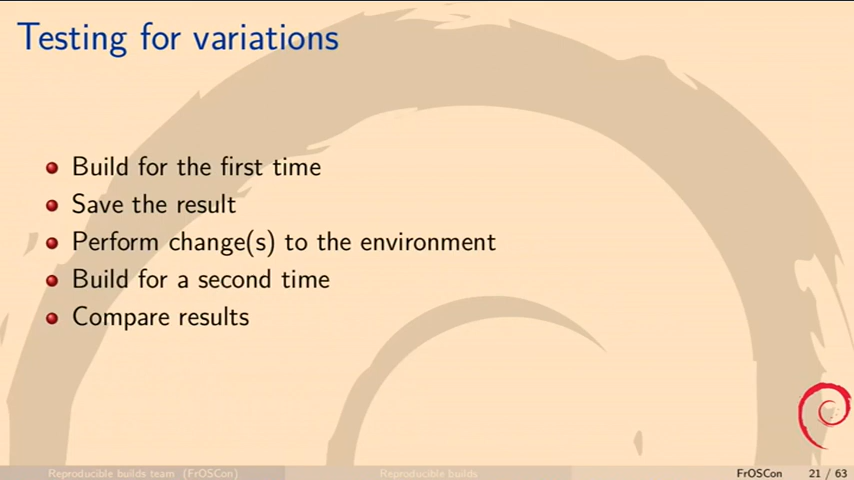 Testing for variations
Build for the first time
Save the result
Perform change(s) to the environment
Build for a second time
Compare results
Reproducible builds team (FrOSCon)
Reproducible builds
FrOSCon
21 / 63